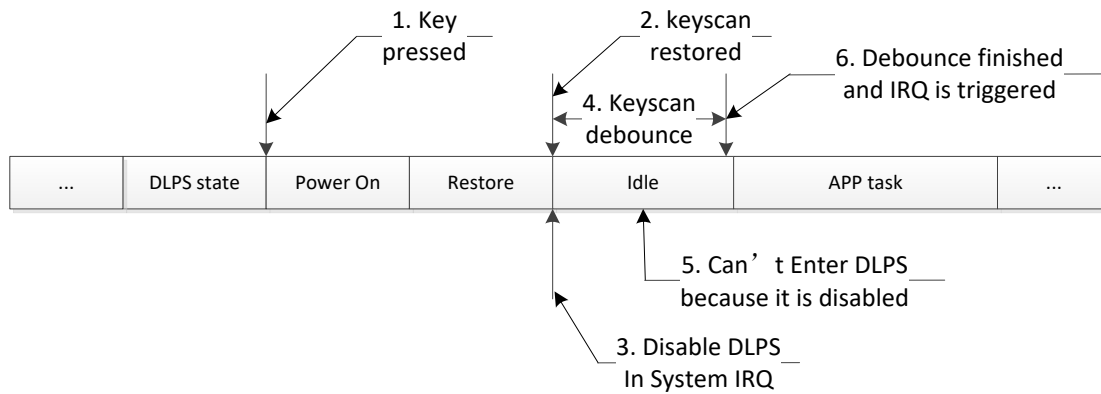 1. Key
pressed
2. keyscan
restored
6. Debounce finished
and IRQ is triggered
4. Keyscan
debounce
...
DLPS state
Power On
Restore
Idle
APP task
...
5. Can’t Enter DLPS
because it is disabled
3. Disable DLPS
In System IRQ